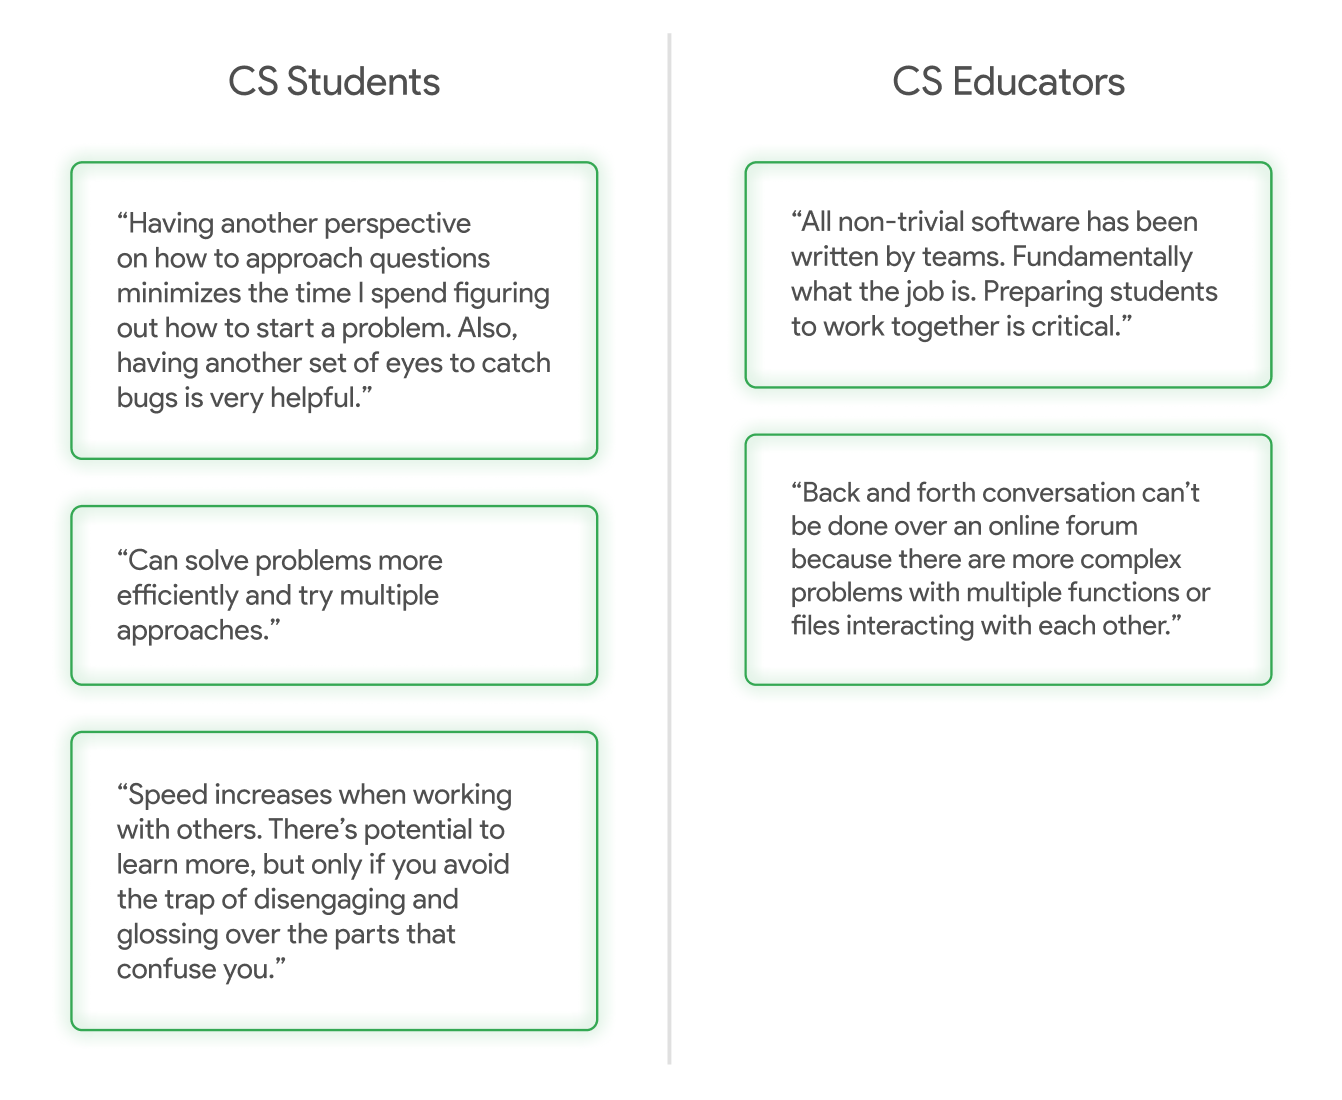 CS Students
“Having another perspective
on how to approach questions
minimizes the time I spend figuring
out how to start a problem. Also,
having another set of eyes to catch
bugs is very helpful.”
“Can solve problems more
efficiently and try multiple
approaches.”
“Speed increases when working
with others. There’s potential to
learn more, but only if you avoid
the trap of disengaging and
glossing over the parts that
confuse you.”
CS Educators
“All non-trivial software has been
written by teams. Fundamentally
what the job is. Preparing students
to work together is critical.”
“Back and forth conversation can’t
be done over an online forum
because there are more complex
problems with multiple functions or
files interacting with each other.”